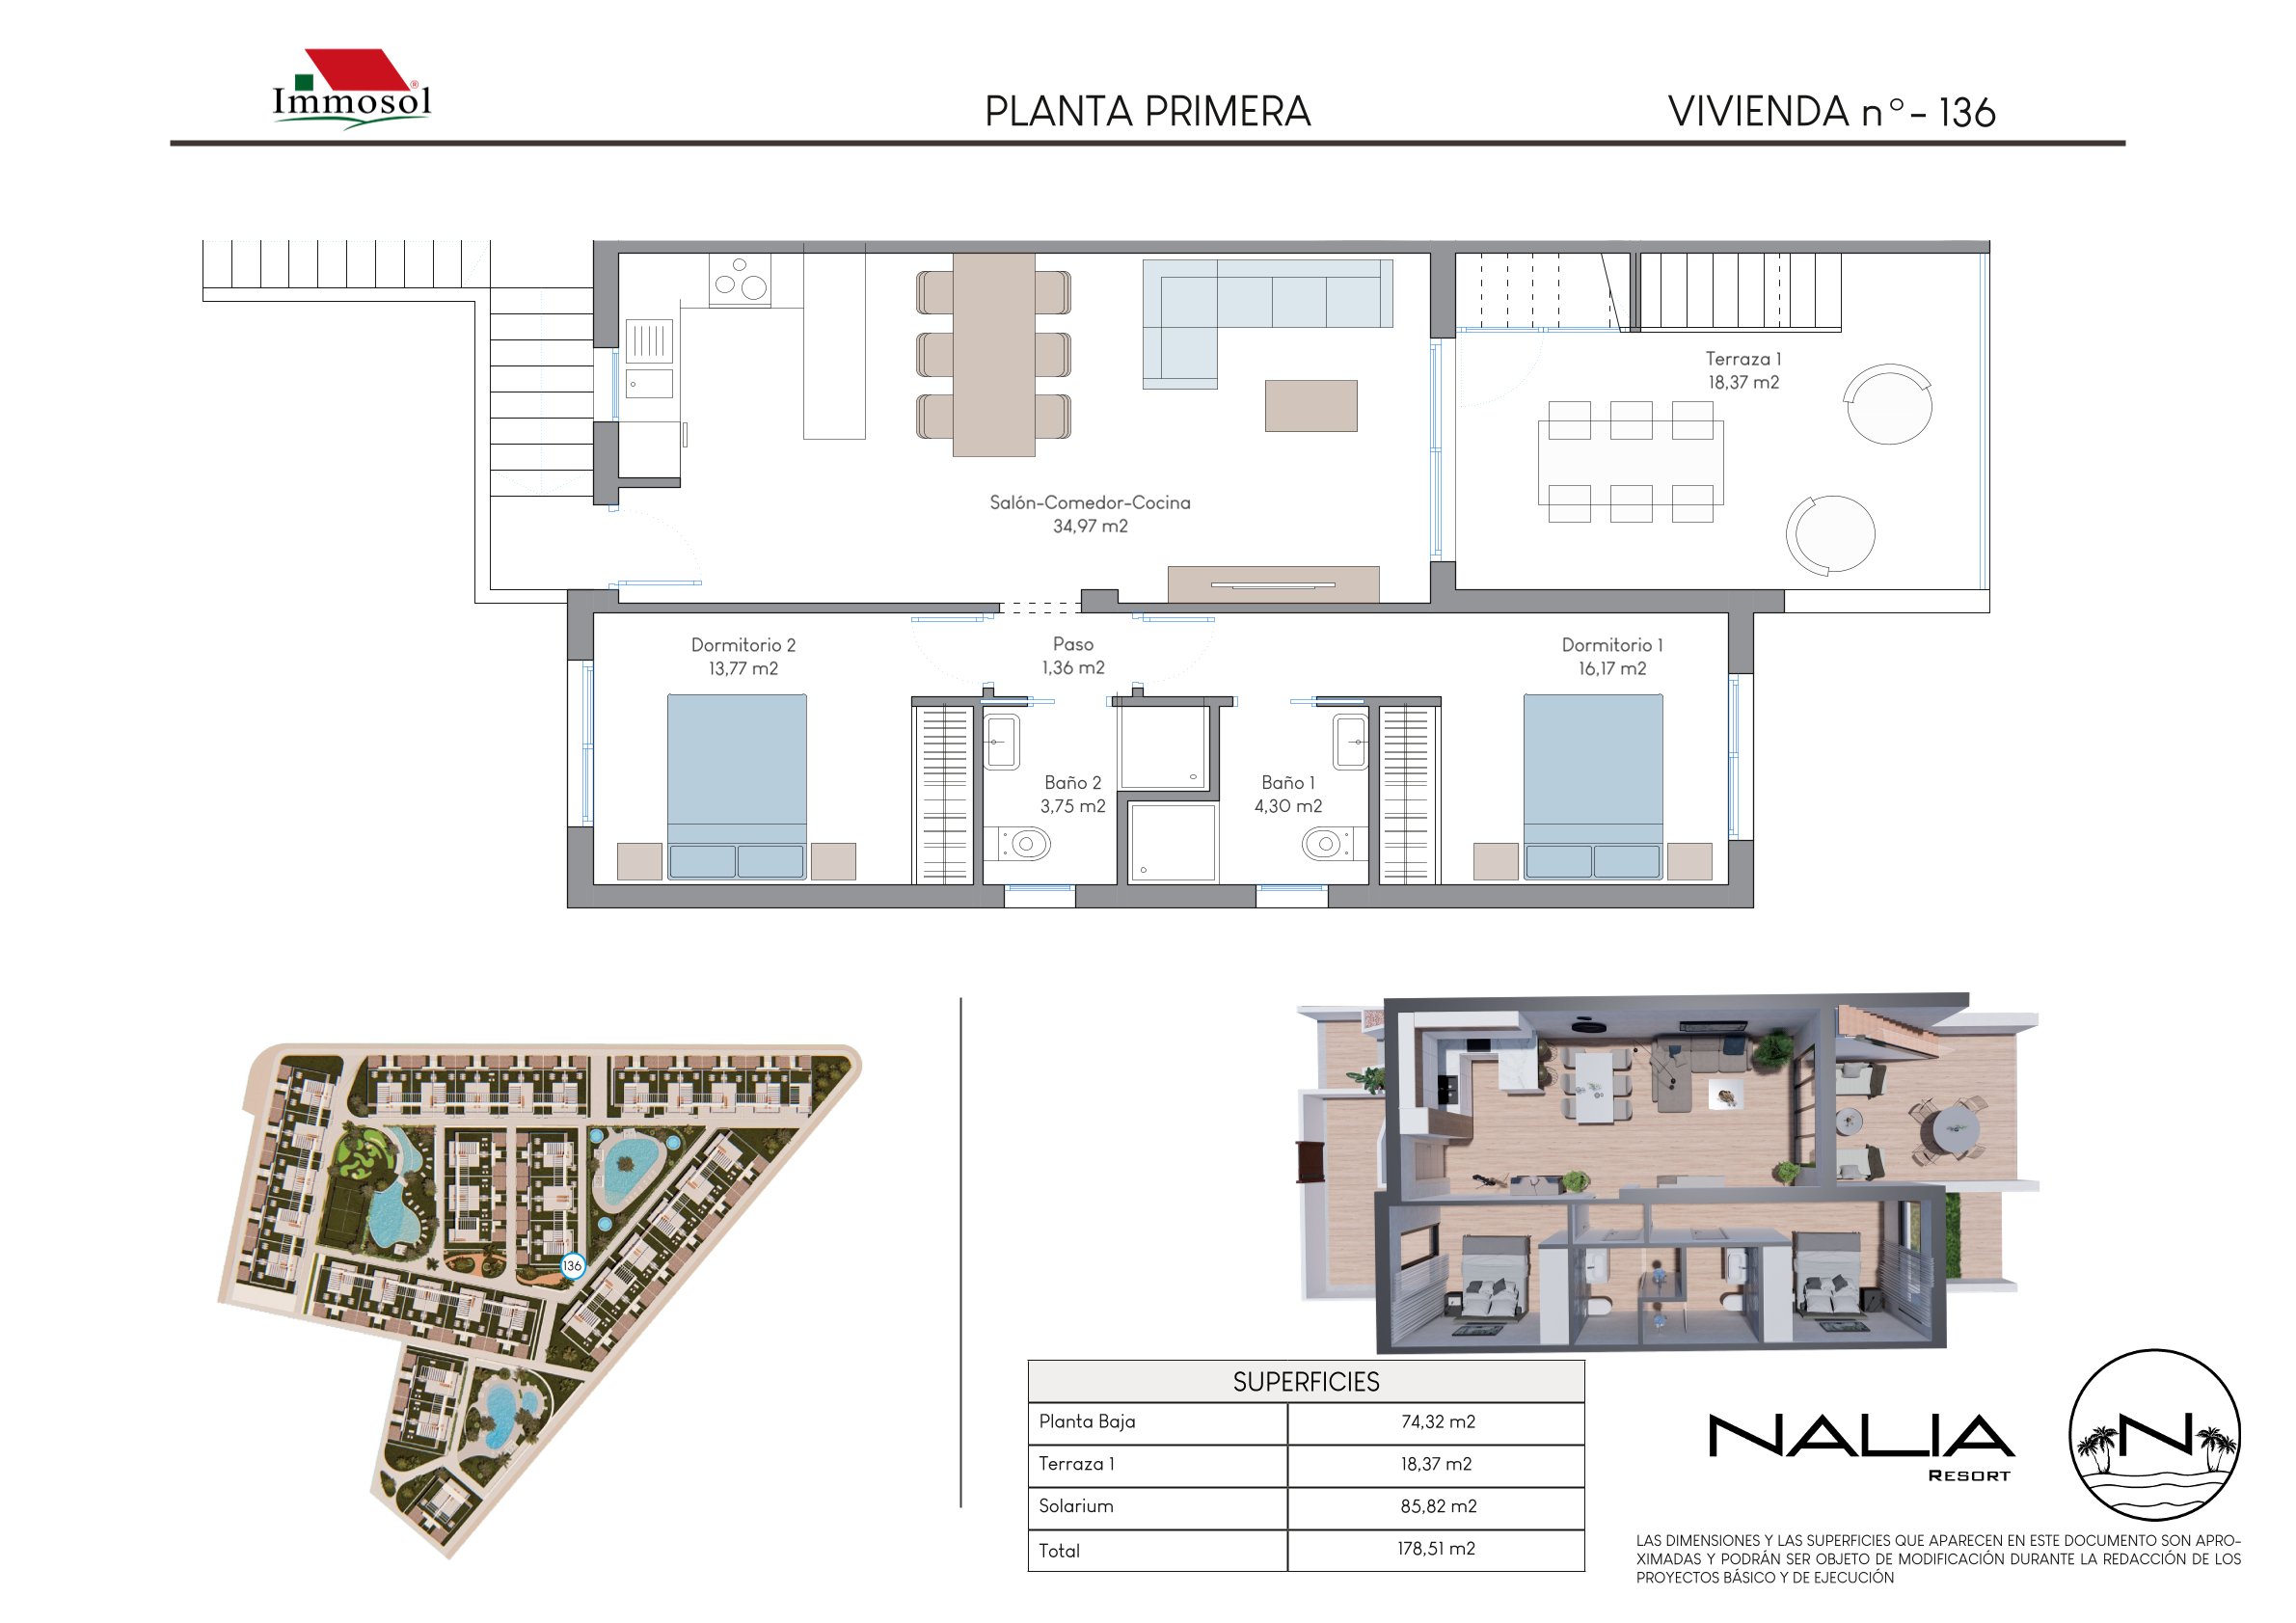 Immosol®
PLANTA PRIMERA
VIVIENDA nº- 136
Terraza 1
18,37 m2
Salón-Comedor-Cocina
34,97 m2
Dormitorio 2
13,77 m2
Paso
1,36 m2
Dormitorio 1
16,17 m2
Baño 2
3,75 m2
Baño 1
4,30 m2
136
SUPERFICIES
Planta Baja 74,32 m2
Terraza 1 18,37 m2
Solarium 85,82 m2
Total 178,51 m2
NALIA
RESORT
N
LAS DIMENSIONES Y LAS SUPERFICIES QUE APARECEN EN ESTE DOCUMENTO SON APRO-
XIMADAS Y PODRÁN SER OBJETO DE MODIFICACIÓN DURANTE LA REDACCIÓN DE LOS
PROYECTOS BÁSICO Y DE EJECUCIÓN